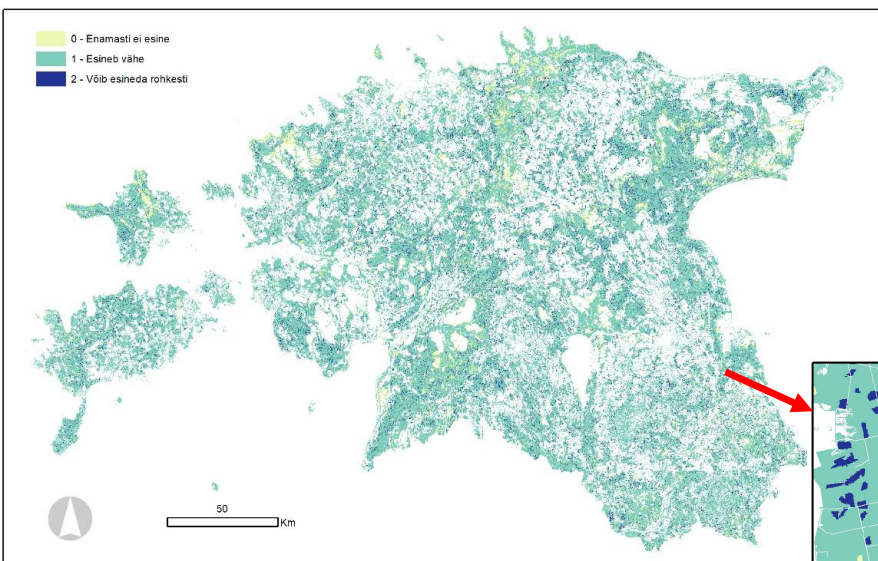 0 - Enamasti ei esine
1 - Esineb vähe
2 - Võib esineda rohkesti
50
Km